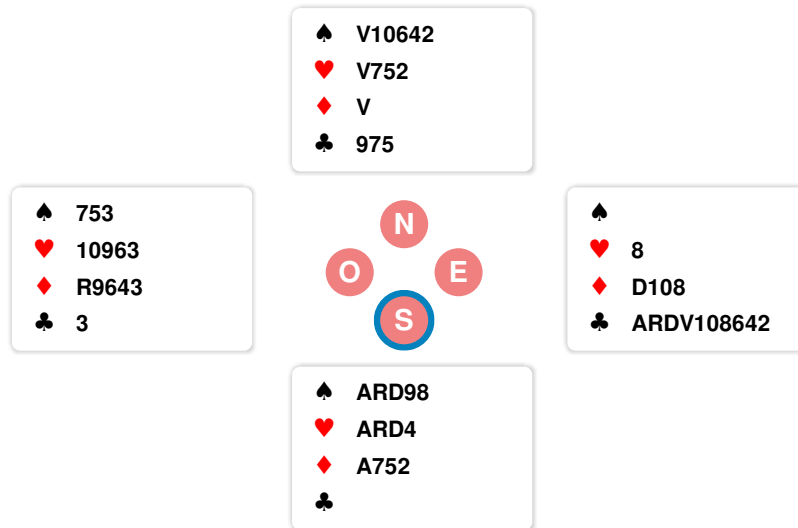 ♠ V10642
♥ V752
♦ V
♣ 975
♠ 753
♥ 10963
♦ R9643
♣ 3
N
O E
S
♠
♥ 8
♦ D108
♣ ARDV108642
♠ ARD98
♥ ARD4
♦ A752
♣